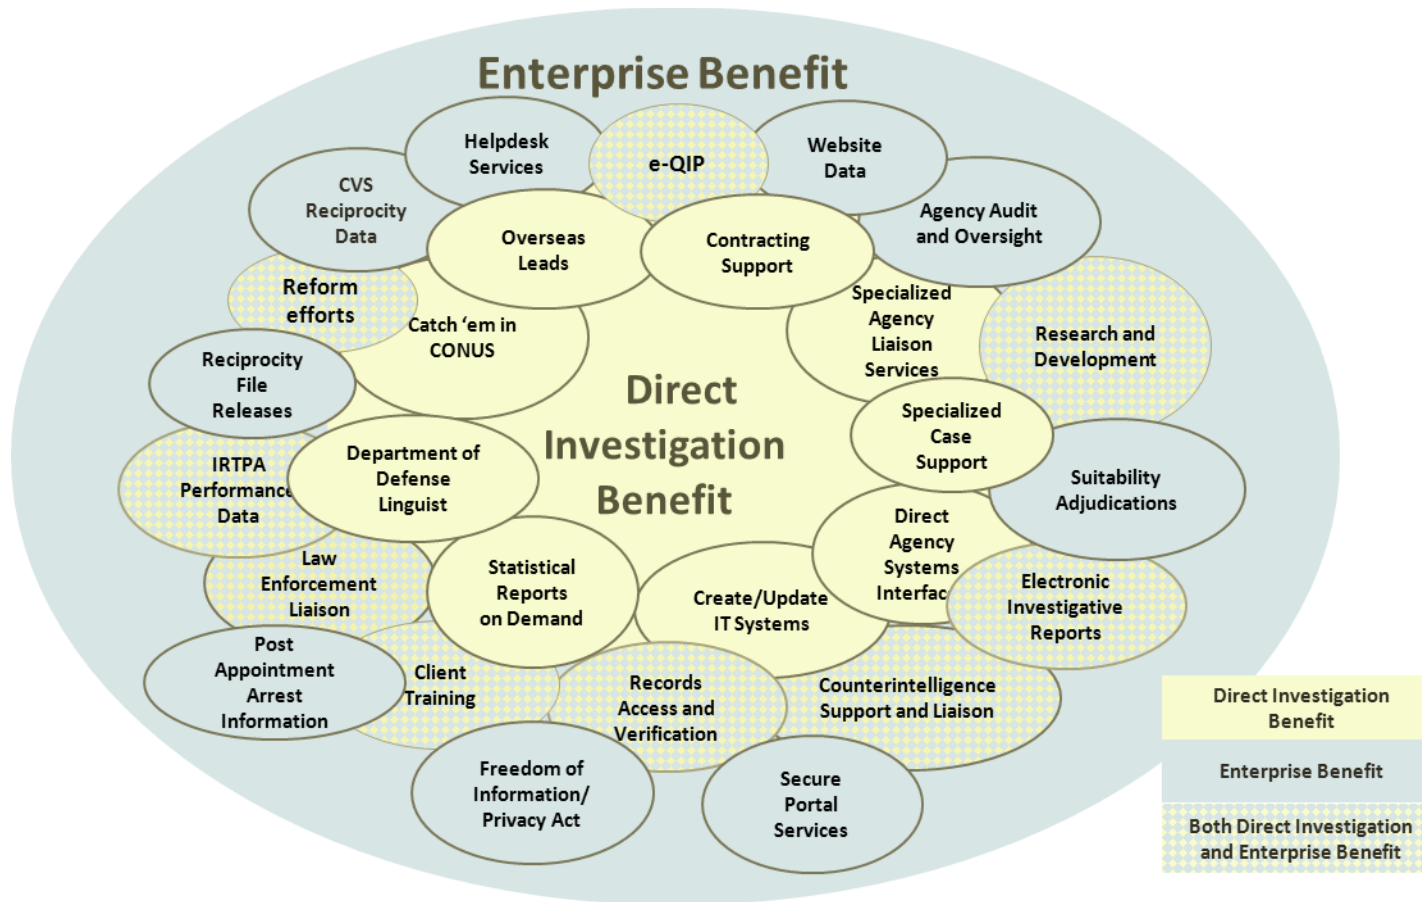 Enterprise Benefit
Helpdesk
Services
e-QIP
Website
Data
CVS
Reciprocity
Data
Overseas
Leads
Contracting
Support
Agency Audit
and Oversight
Reform
efforts
Catch ‘em in
CONUS
Specialized
Agency
Liaison
Services
Research and
Development
Reciprocity
File
Releases
Direct
Investigation
Benefit
Specialized
Case
Support
IRTPA
Performance
Data
Department of
Defense
Linguist
Suitability
Adjudications
Law
Enforcement
Liaison
Statistical
Reports
on Demand
Create/Update
IT Systems
Direct
Agency
Systems
Interfac
Electronic
Investigative
Reports
Post
Appointment
Arrest
Information
Client
Training
Records
Access and
Verification
Counterintelligence
Support and Liaison
Freedom of
Information/
Privacy Act
Secure
Portal
Services
Direct Investigation
Benefit
Enterprise Benefit
Both Direct Investigation
and Enterprise Benefit